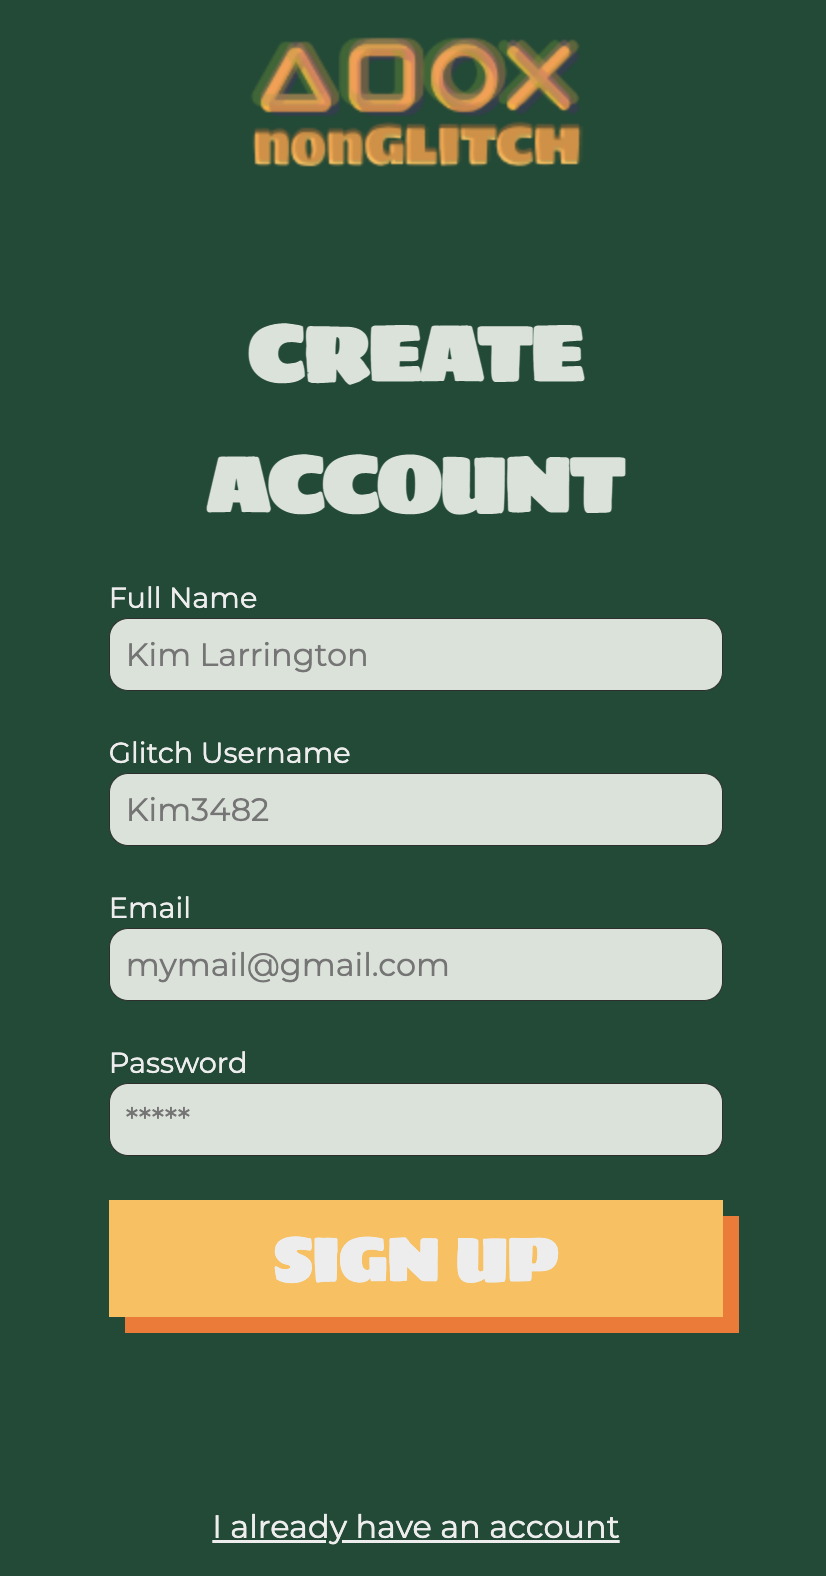 nonGLITCH
CREATE
ACCOUNT
Full Name
Kim Larrington
Glitch Username
Kim3482
Email
mymail@gmail.com
Password
*****
SIGN UP
I already have an account